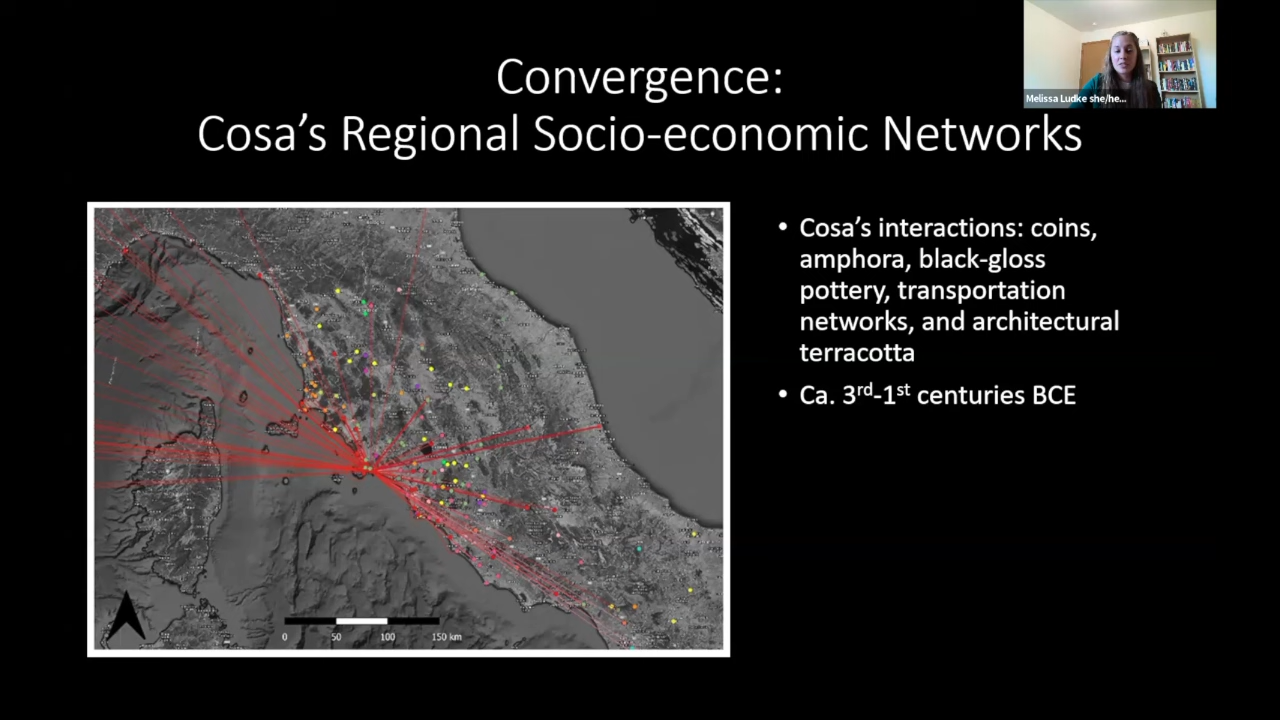 Convergence:
Cosa's Regional Socio-economic Networks
Melissa Ludke she/he...
• Cosa's interactions: coins,
amphora, black-gloss
pottery, transportation
networks, and architectural
terracotta
• Ca. 3rd-1st centuries BCE
0 50 100 150 km